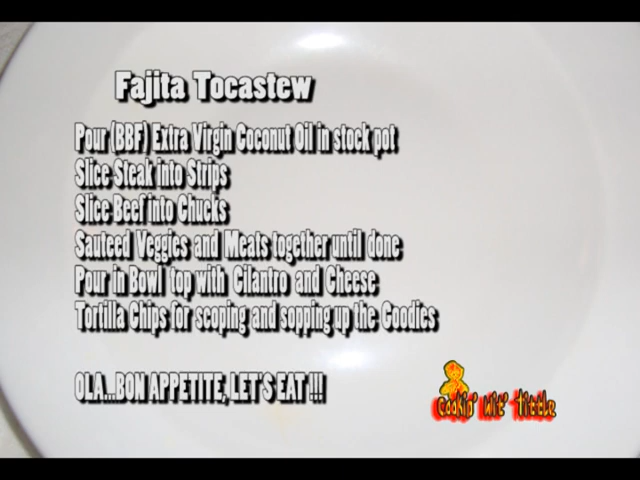 Fajita Tocastew
Pour (BBF) Extra Virgin Coconut Oil in stock pot
Slice Steak into Strips
Slice Beef into Chucks
Sauteed Veggies and Meats together until done
Pour in Bowl top with Cilantro and Cheese
Tortilla Chips for scoping and sopping up the Goodies
OLA...BON APPETITE, LET'S EAT !!!
Cookin' wit' Tittle